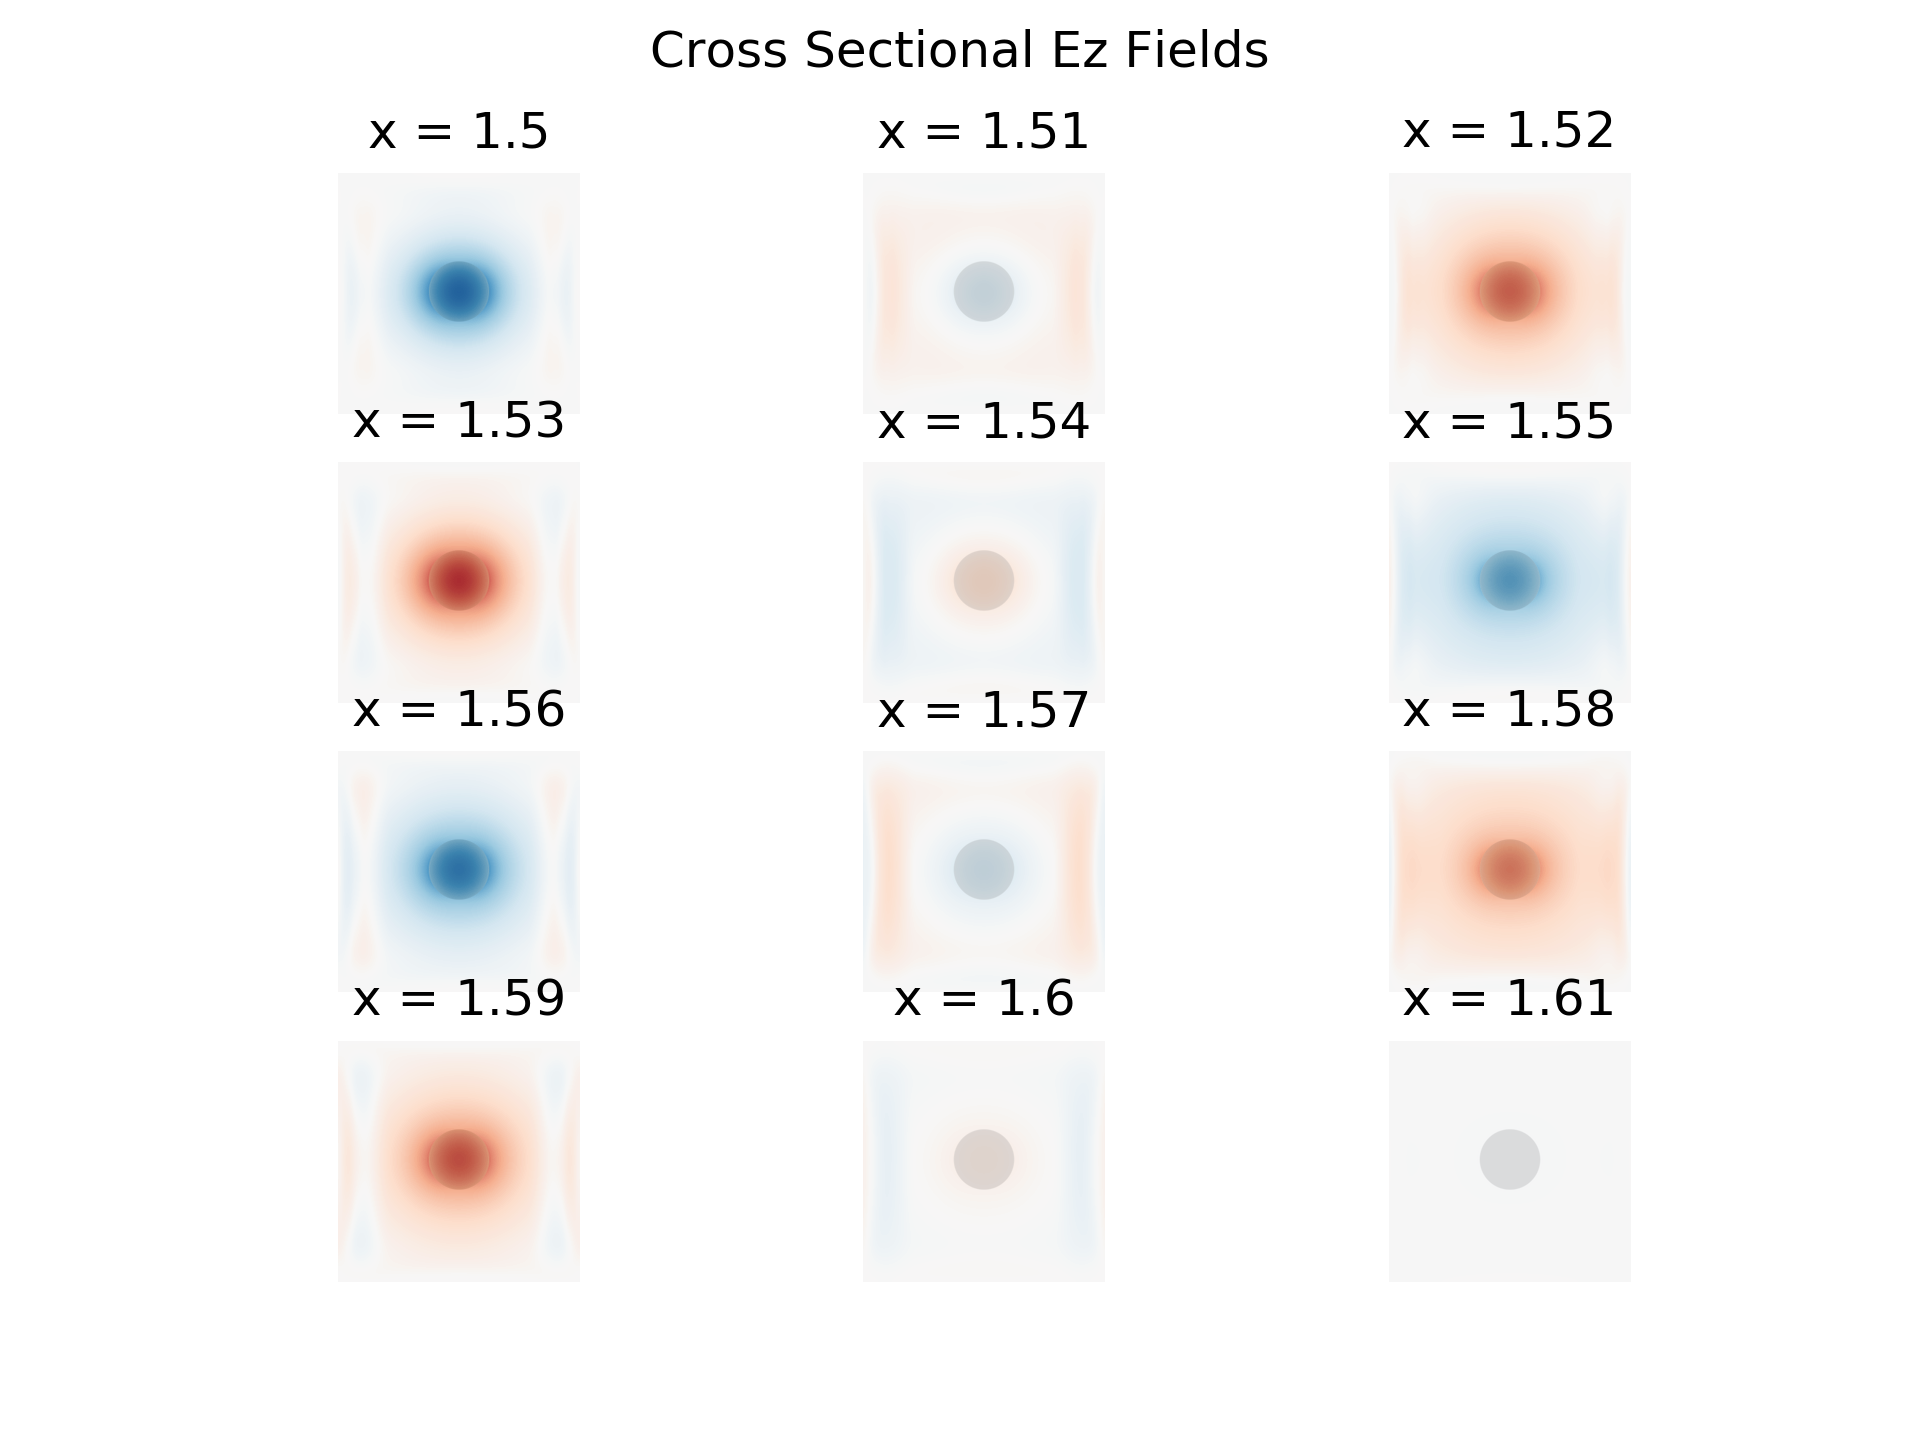 Cross Sectional Ez Fields
x = 1.5
x = 1.51
x = 1.52
x = 1.53
x = 1.54
x = 1.55
x = 1.56
x = 1.57
x = 1.58
x = 1.59
x = 1.6
x = 1.61